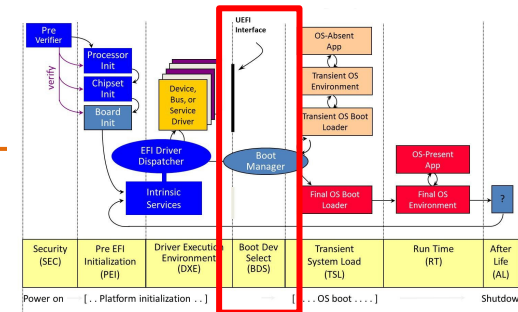 Pre
Verifier
verify
Processor
Init
Chipset
Init
Board
Init
Device,
Bus, or
Service
Driver
EFI Driver
Dispatcher
Intrinsic
Services
UEFI
Interface
Boot
Manager
OS-Absent
App
Transient OS
Environment
Transient OS Boot
Loader
Final OS Boot
Loader
OS-Present
App
Final OS
Environment
?
Security
(SEC)
Pre EFI
Initialization
(PEI)
Driver Execution
Environment
(DXE)
Boot Dev
Select
(BDS)
Transient
System Load
(TSL)
Run Time
(RT)
After
Life
(AL)
Power on
[ . . Platform initialization . . ]
[ . . . . OS boot . . . . ]
Shutdow